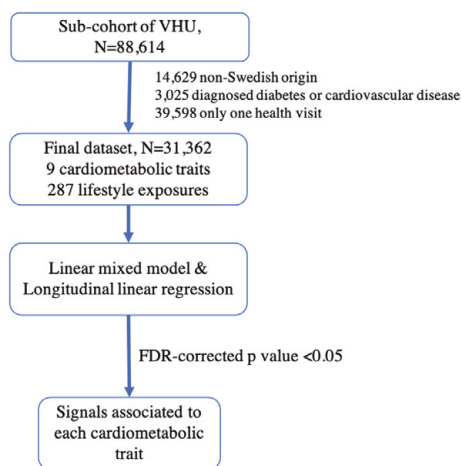 Sub-cohort of VHU,
N=88,614
14,629 non-Swedish origin
3,025 diagnosed diabetes or cardiovascular disease
39,598 only one health visit
Final dataset, N=31,362
9 cardiometabolic traits
287 lifestyle exposures
Linear mixed model &
Longitudinal linear regression
FDR-corrected p value <0.05
Signals associated to
each cardiometabolic
trait